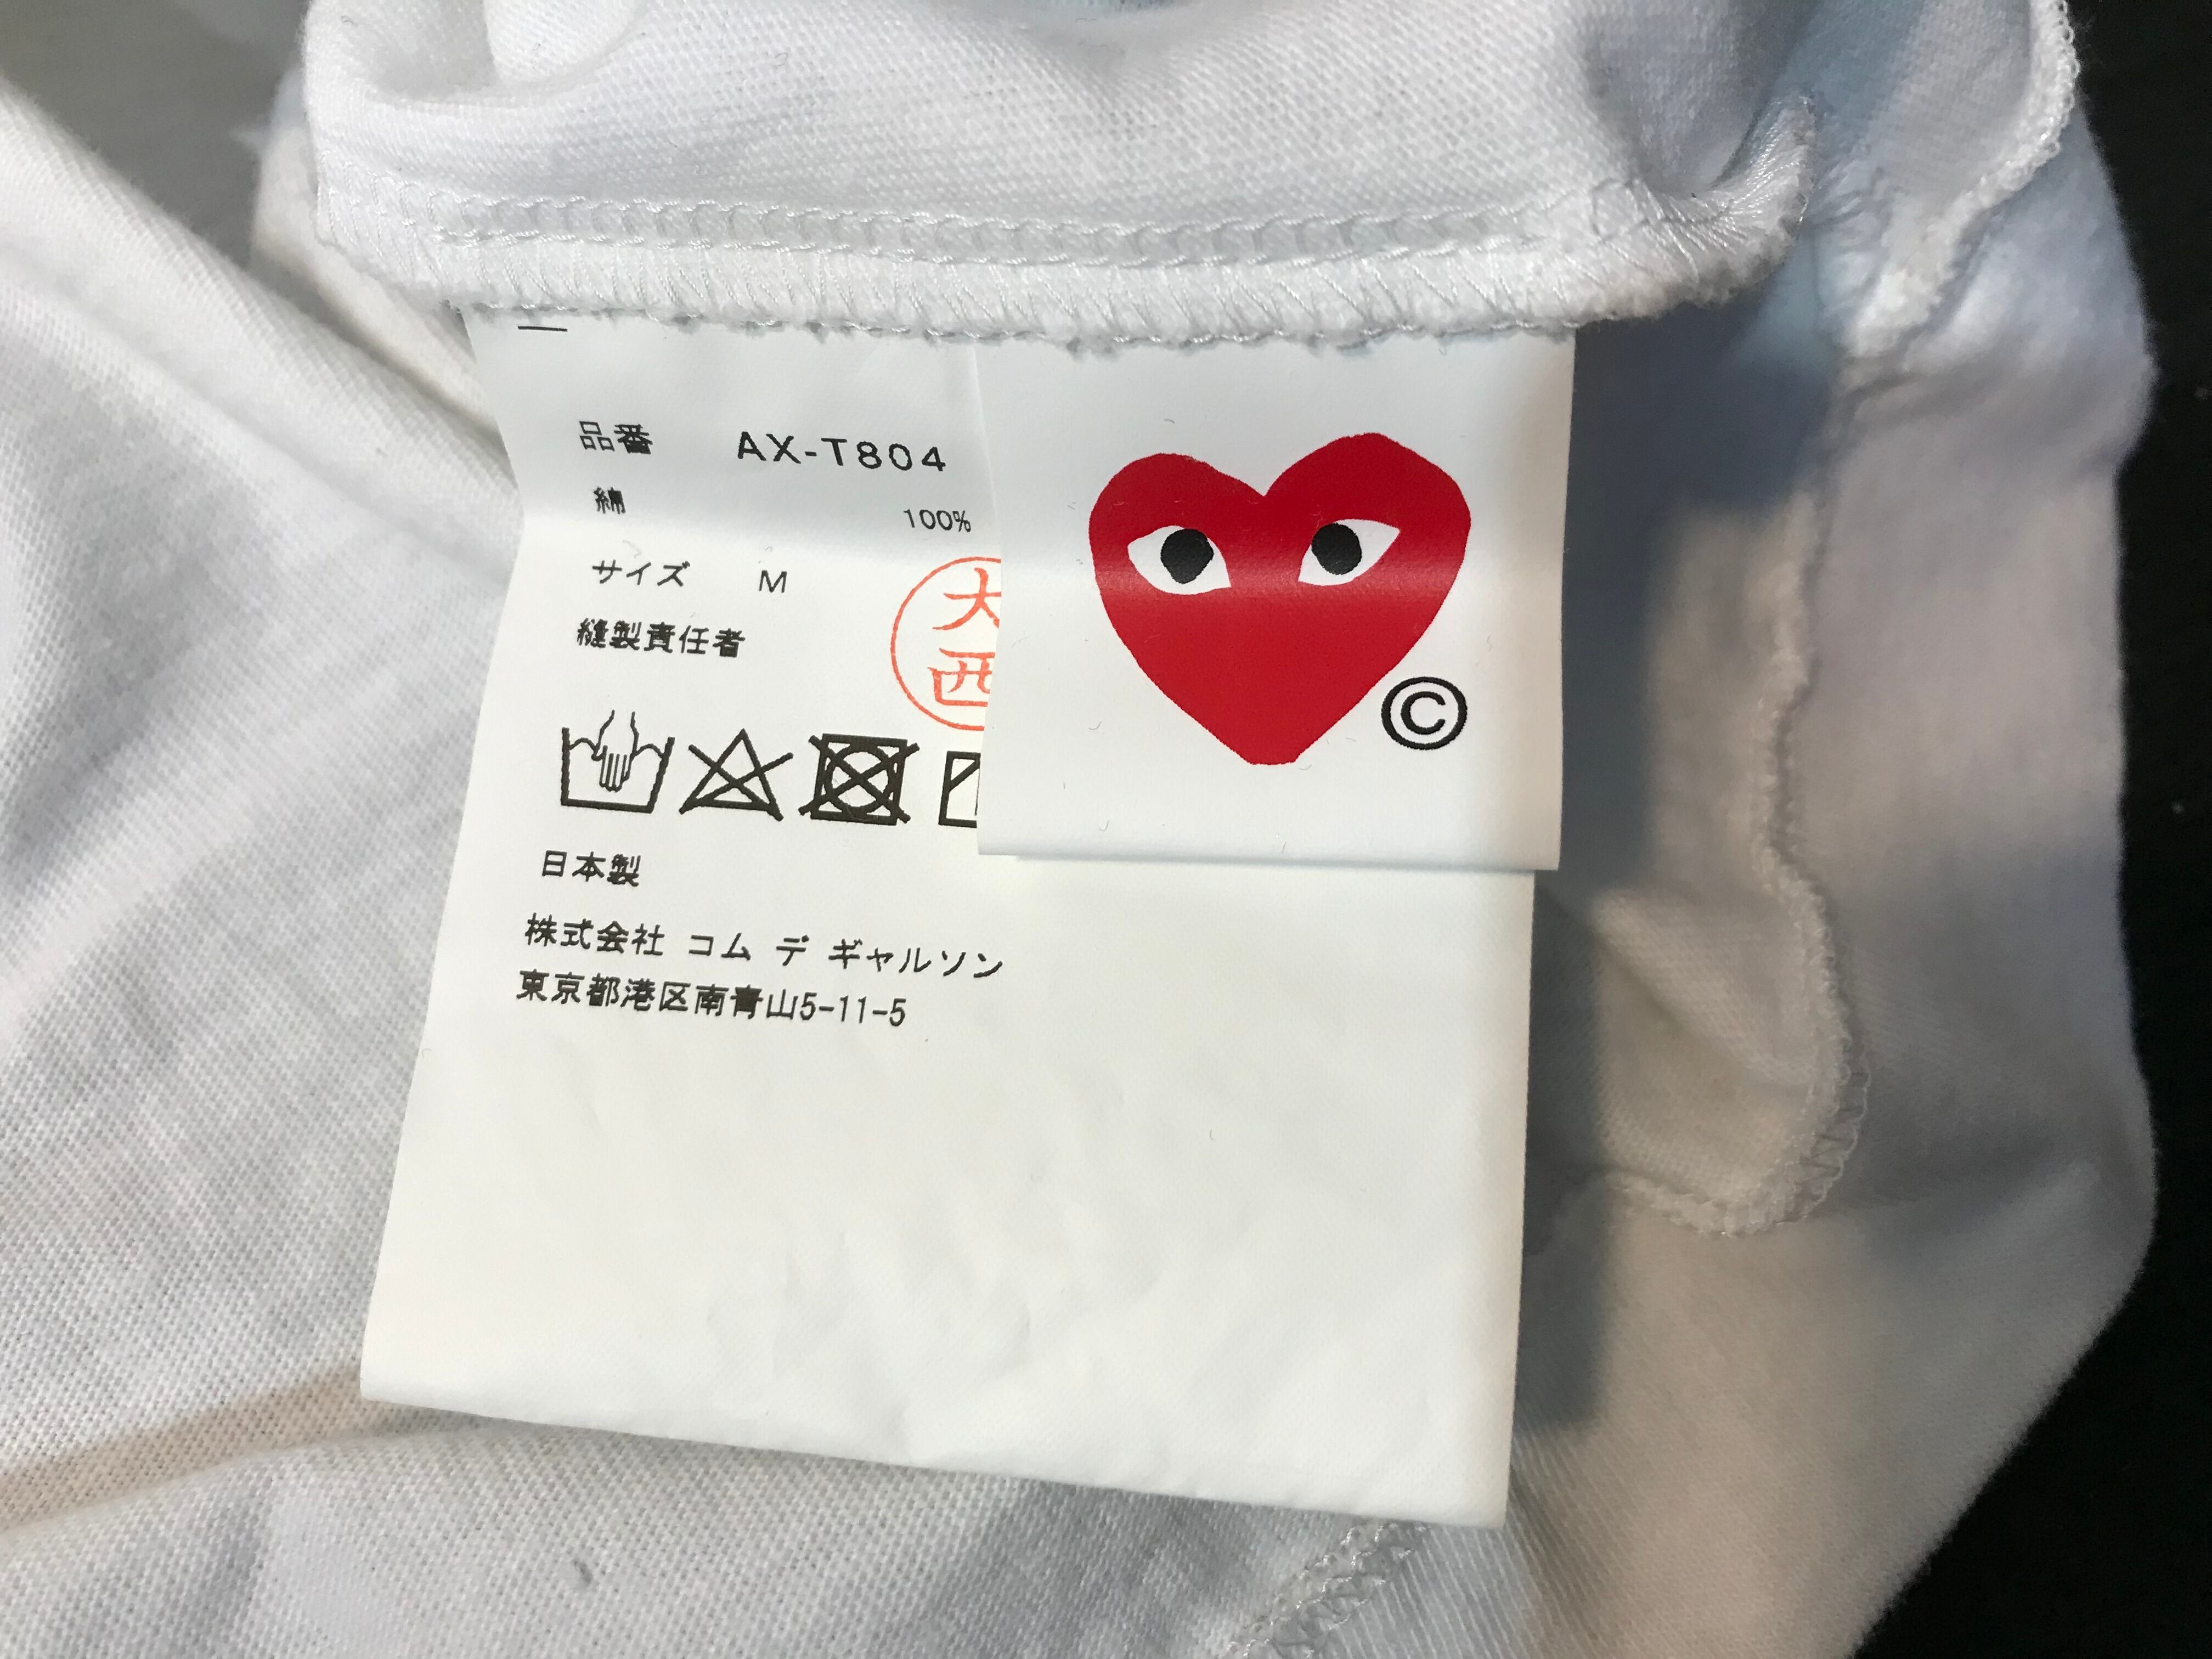 品番 AX-T804
綿 100%
サイズ M
縫製責任者
大西
日本製
株式会社 コム デ ギャルソン
東京都港区南青山5-11-5
©